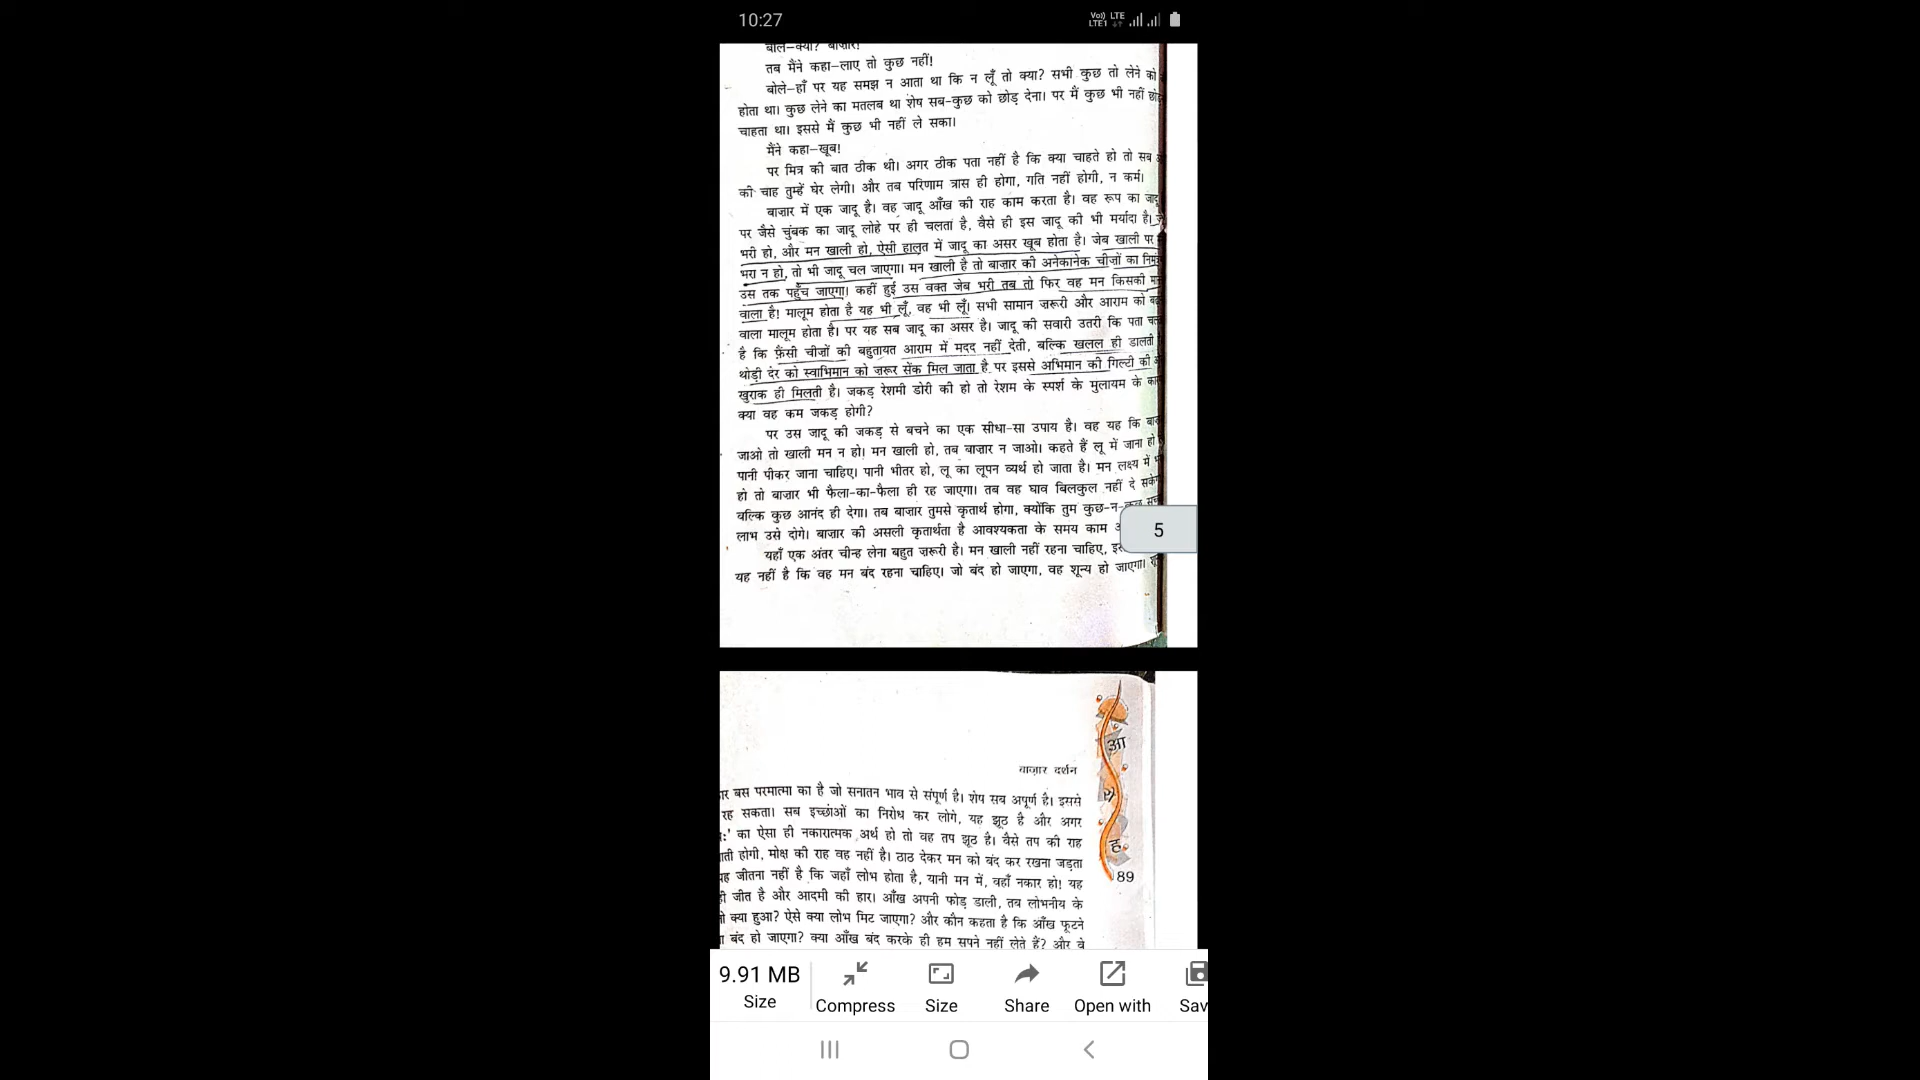 10:27
Vo)) LTE
LTE1
बोले–क्या? बाज़ार!
तब मैंने कहा–लाए तो कुछ नहीं!
बोले–हाँ पर यह समझ न आता था कि न लूँ तो क्या? सभी कुछ तो लेने को
होता था। कुछ लेने का मतलब था शेष सब-कुछ को छोड़ देना। पर मैं कुछ भी नहीं
चाहता था। इससे मैं कुछ भी नहीं ले सका।
मैंने कहा–खूब!
पर मित्र की बात ठीक थी। अगर ठीक पता नहीं है कि क्या चाहते हो तो सब
की चाह तुम्हें घेर लेगी। और तब परिणाम त्रास ही होगा, गति नहीं होगी, न कर्म।
बाज़ार में एक जादू है। वह जादू आँख की राह काम करता है। वह रूप का जादू
पर जैसे चुंबक का जादू लोहे पर ही चलता है, वैसे ही इस जादू की भी मर्यादा है।
भरी हो, और मन खाली हो, ऐसी हालत में जादू का असर खूब होता है। जेब खाली पर
भरा न हो, तो भी जादू चल जाएगा। मन खाली है तो बाज़ार की अनेकानेक चीज़ों का
उस तक पहुँच जाएगा। कहीं हुई उस वक्त जेब भरी तब तो फिर वह मन किसकी
वाला है! मालूम होता है यह भी लूँ, वह भी लूँ। सभी सामान ज़रूरी और आराम को
वाला मालूम होता है। पर यह सब जादू का असर है। जादू की सवारी उतरी कि पता
है कि फ़ैंसी चीज़ों की बहुतायत आराम में मदद नहीं देती, बल्कि खलल ही डालती
थोड़ी देर को स्वाभिमान को ज़रूर सेंक मिल जाता है पर इससे अभिमान की गिल्टी की
खुराक ही मिलती है। जकड़ रेशमी डोरी की हो तो रेशम के स्पर्श के मुलायम के
क्या वह कम जकड़ होगी?
पर उस जादू की जकड़ से बचने का एक सीधा-सा उपाय है। वह यह कि
जाओ तो खाली मन न हो। मन खाली हो, तब बाज़ार न जाओ। कहते हैं लू में जाना हो
पानी पीकर जाना चाहिए। पानी भीतर हो, लू का लूपन व्यर्थ हो जाता है। मन लक्ष्य में
हो तो बाज़ार भी फैला-का-फैला ही रह जाएगा। तब वह घाव बिलकुल नहीं दे
बल्कि कुछ आनंद ही देगा। तब बाज़ार तुमसे कृतार्थ होगा, क्योंकि तुम कुछ-न-कुछ
लाभ उसे दोगे। बाज़ार की असली कृतार्थता है आवश्यकता के समय काम
यहाँ एक अंतर चीन्ह लेना बहुत ज़रूरी है। मन खाली नहीं रहना चाहिए,
यह नहीं है कि वह मन बंद रहना चाहिए। जो बंद हो जाएगा, वह शून्य हो जाएगा।
5
बाज़ार दर्शन
बस परमात्मा का है जो सनातन भाव से संपूर्ण है। शेष सब अपूर्ण है। इससे
रह सकता। सब इच्छाओं का निरोध कर लोगे, यह झूठ है और अगर
का ऐसा ही नकारात्मक अर्थ हो तो वह तप झूठ है। वैसे तप की राह
होगी, मोक्ष की राह वह नहीं है। ठाठ देकर मन को बंद कर रखना जड़ता
जीतना नहीं है कि जहाँ लोभ होता है, यानी मन में, वहाँ नकार हो! यह
जीत है और आदमी की हार। आँख अपनी फोड़ डाली, तब लोभनीय के
क्या हुआ? ऐसे क्या लोभ मिट जाएगा? और कौन कहता है कि आँख फूटने
बंद हो जाएगा? क्या आँख बंद करके ही हम सपने नहीं लेते हैं? और वे
आ
रो
ह
89
9.91 MB
Size
Compress
Size
Share
Open with
Sav